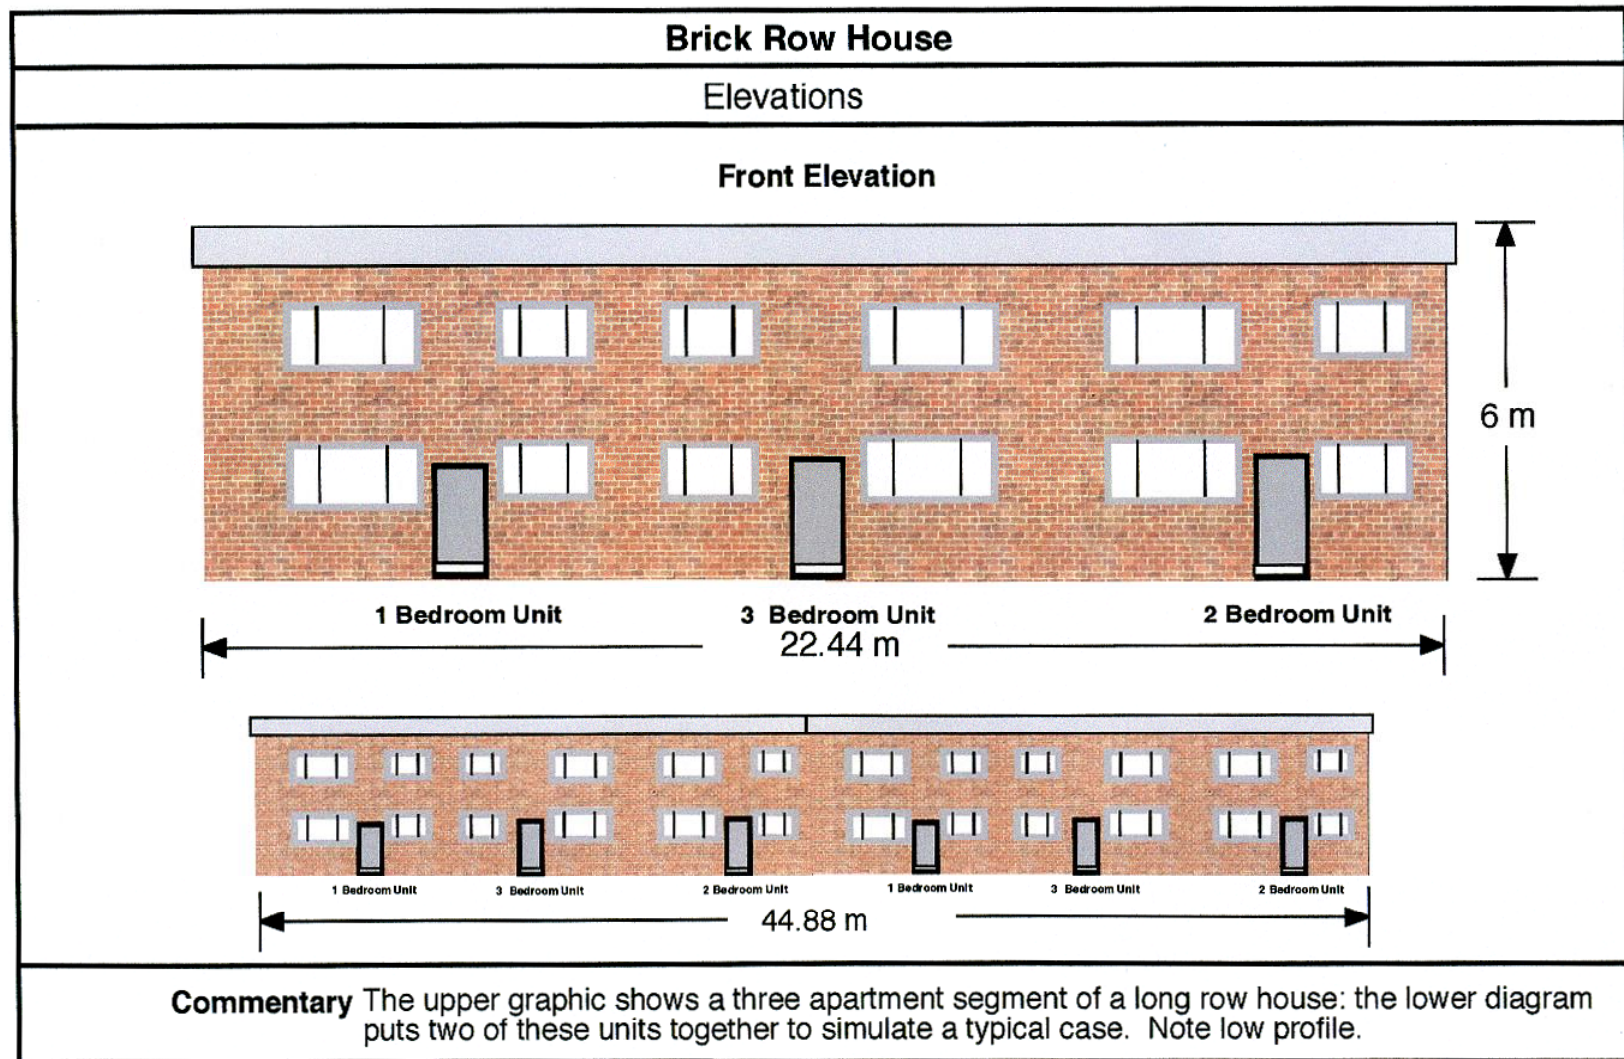 Brick Row House
Elevations
Front Elevation
6 m
1 Bedroom Unit
3 Bedroom Unit
2 Bedroom Unit
22.44 m
1 Bedroom Unit
3 Bedroom Unit
2 Bedroom Unit
1 Bedroom Unit
3 Bedroom Unit
2 Bedroom Unit
44.88 m
Commentary The upper graphic shows a three apartment segment of a long row house: the lower diagram
puts two of these units together to simulate a typical case. Note low profile.